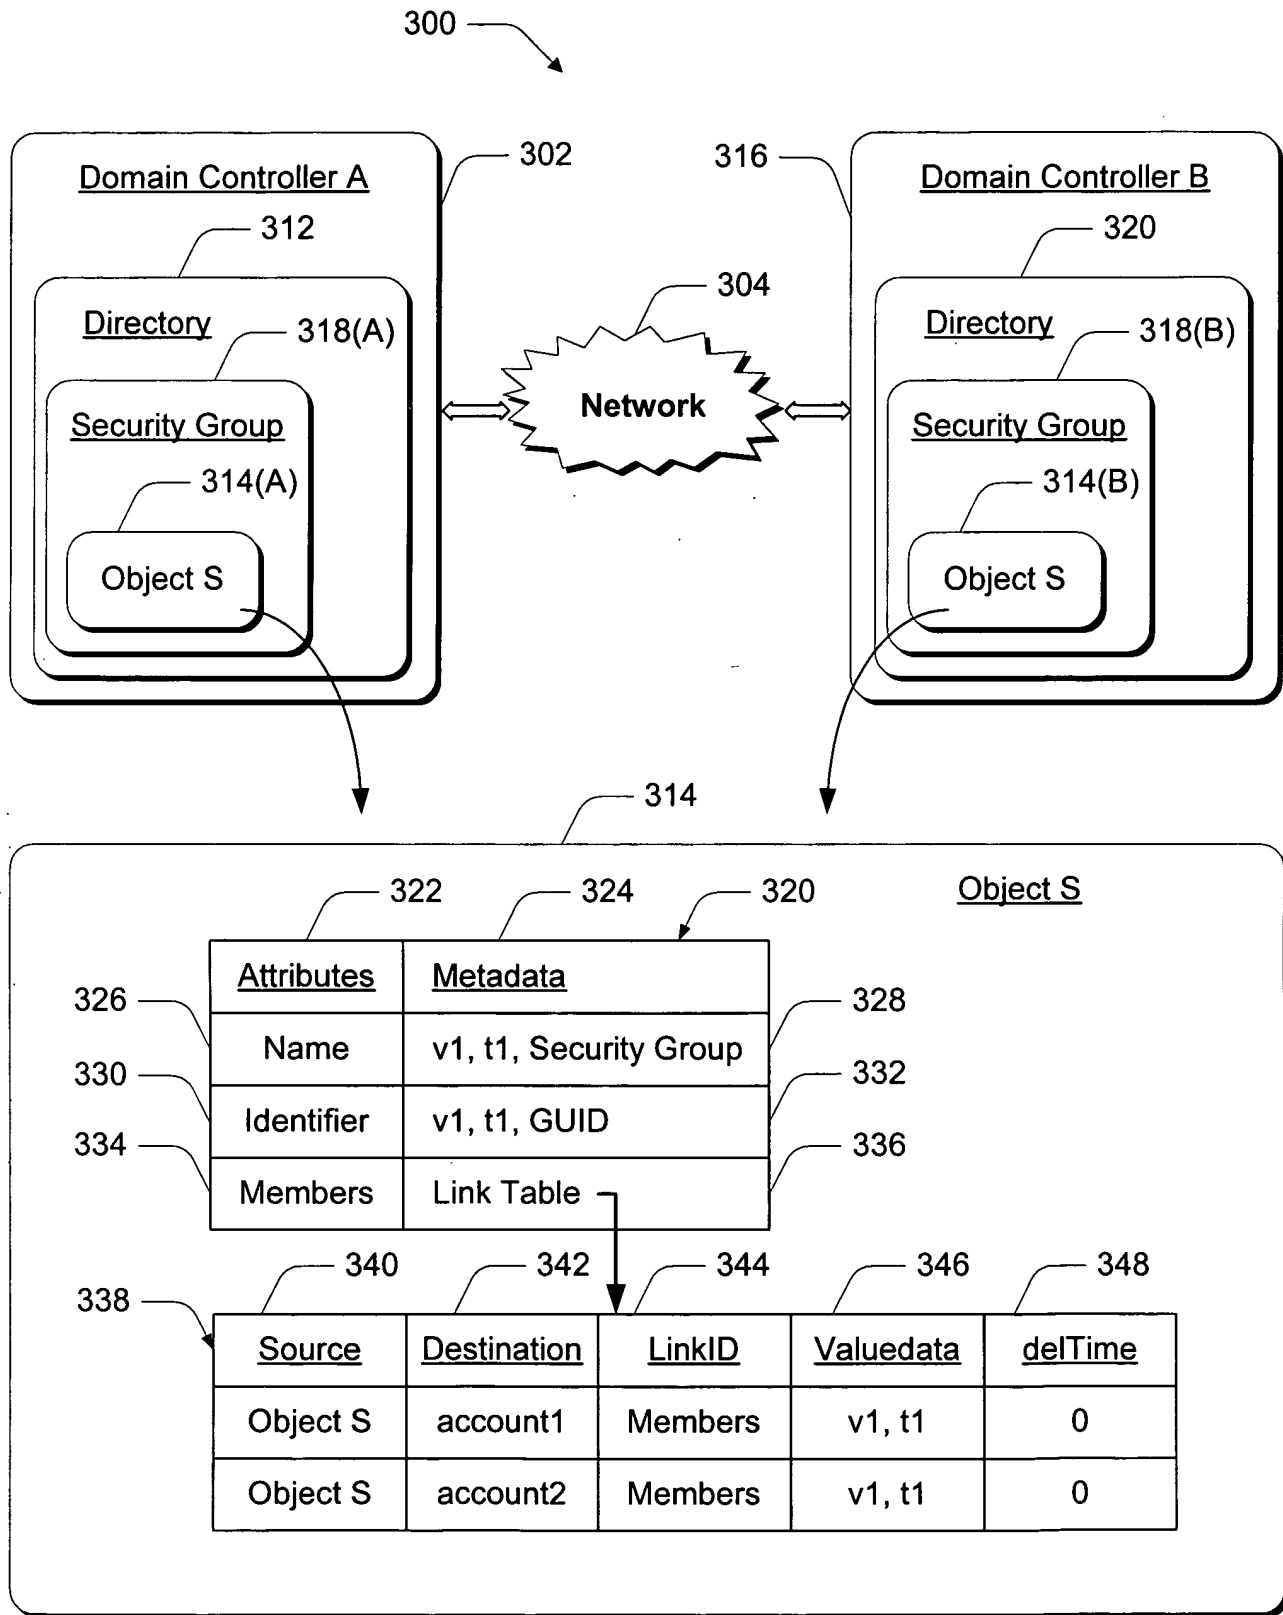 300
302
316
Domain Controller A
Domain Controller B
312
320
304
Directory
318(A)
Directory
318(B)
Network
Security Group
Security Group
314(A)
314(B)
Object S
Object S
314
322
324
320
Object S
Attributes
Metadata
326
328
Name
v1, t1, Security Group
330
332
Identifier
v1, t1, GUID
334
336
Members
Link Table
340
342
344
346
348
338
Source
Destination
LinkID
Valuedata
delTime
Object S
account1
Members
v1, t1
0
Object S
account2
Members
v1, t1
0